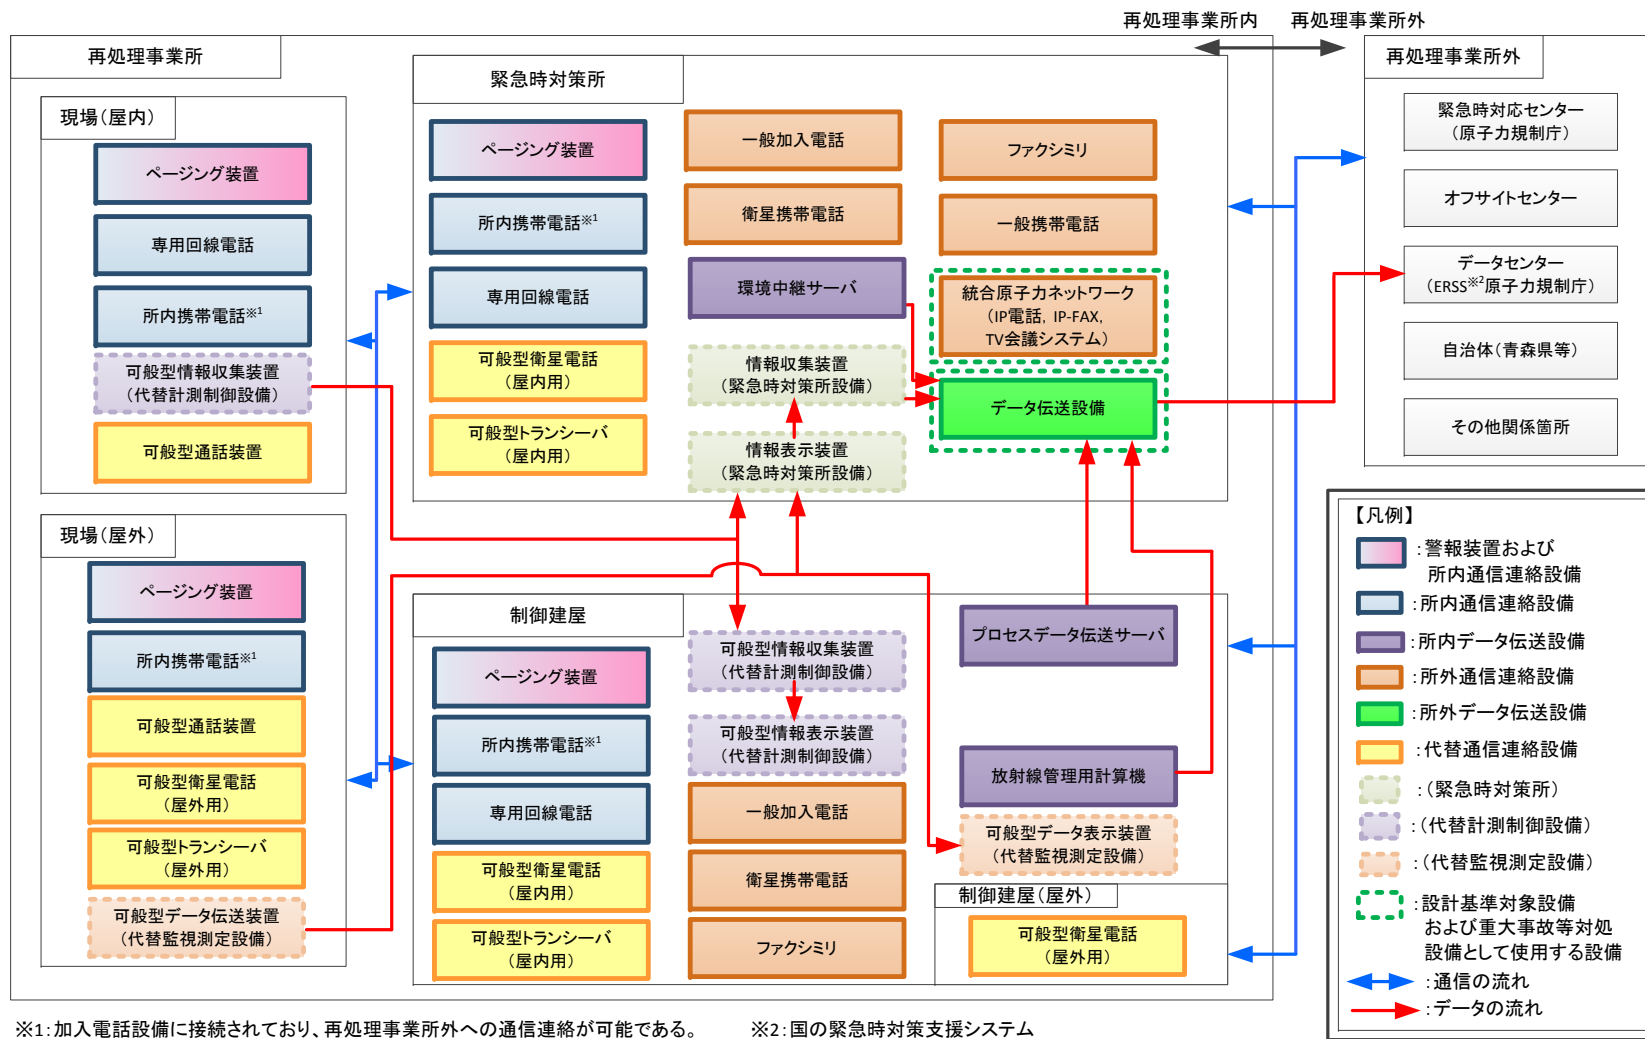 再処理事業所内
再処理事業所外
再処理事業所
現場(屋内)
ページング装置
専用回線電話
所内携帯電話※1
可般型情報収集装置
(代替計測制御設備)
可般型通話装置
現場(屋外)
ページング装置
所内携帯電話※1
可般型通話装置
可般型衛星電話
(屋外用)
可般型トランシーバ
(屋外用)
可般型データ伝送装置
(代替監視測定設備)
緊急時対策所
ページング装置
所内携帯電話※1
専用回線電話
可般型衛星電話
(屋内用)
可般型トランシーバ
(屋内用)
一般加入電話
衛星携帯電話
環境中継サーバ
情報収集装置
(緊急時対策所設備)
情報表示装置
(緊急時対策所設備)
ファクシミリ
一般携帯電話
統合原子力ネットワーク
(IP電話, IP-FAX,
TV会議システム)
データ伝送設備
制御建屋
ページング装置
所内携帯電話※1
専用回線電話
可般型衛星電話
(屋内用)
可般型トランシーバ
(屋内用)
可般型情報収集装置
(代替計測制御設備)
可般型情報表示装置
(代替計測制御設備)
一般加入電話
衛星携帯電話
ファクシミリ
プロセスデータ伝送サーバ
放射線管理用計算機
可般型データ表示装置
(代替監視測定設備)
制御建屋(屋外)
可般型衛星電話
(屋外用)
再処理事業所外
緊急時対応センター
(原子力規制庁)
オフサイトセンター
データセンター
(ERSS※2原子力規制庁)
自治体(青森県等)
その他関係箇所
【凡例】
:警報装置および
所内通信連絡設備
:所内通信連絡設備
:所内データ伝送設備
:所外通信連絡設備
:所外データ伝送設備
:代替通信連絡設備
:(緊急時対策所)
:(代替計測制御設備)
:(代替監視測定設備)
:設計基準対象設備
および重大事故等対処
設備として使用する設備
:通信の流れ
:データの流れ
※1:加入電話設備に接続されており、再処理事業所外への通信連絡が可能である。
※2:国の緊急時対策支援システム